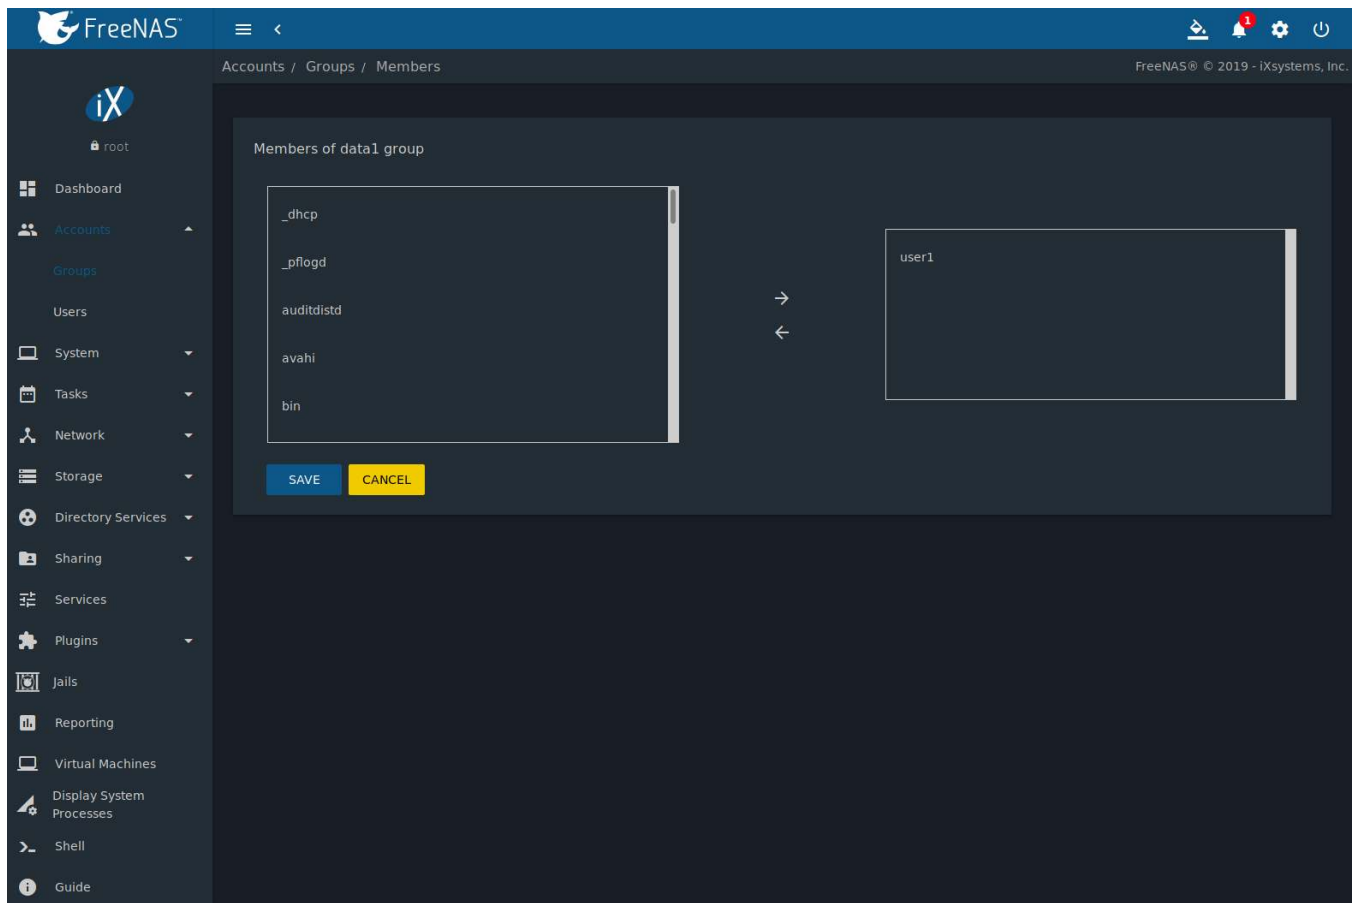 FreeNAS™
1
Accounts / Groups / Members
FreeNAS® © 2019 - iXsystems, Inc.
iX
root
Dashboard
Accounts
Groups
Users
System
Tasks
Network
Storage
Directory Services
Sharing
Services
Plugins
Jails
Reporting
Virtual Machines
Display System
Processes
Shell
Guide
Members of data1 group
_dhcp
_pflogd
auditdistd
avahi
bin
user1
SAVE
CANCEL